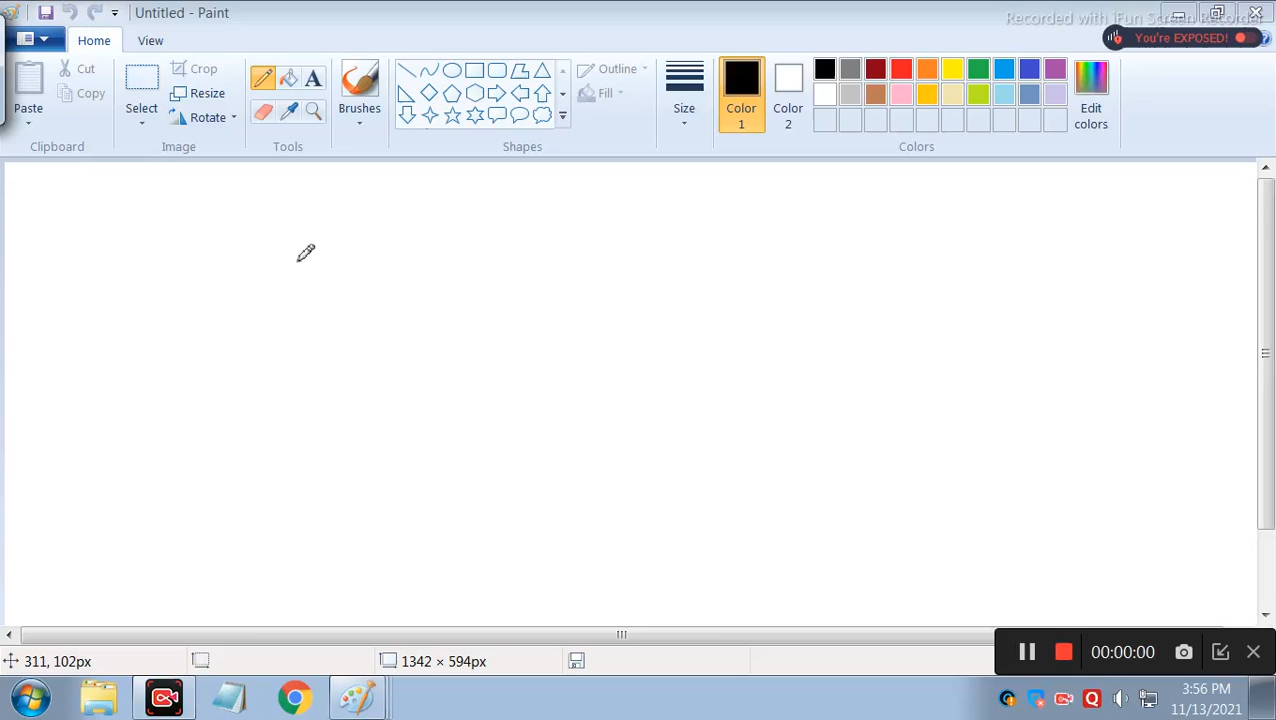 Untitled - Paint
Recorded with iFun Screen Recorder
You're EXPOSED!
Home View
Paste
Cut
Copy
Clipboard
Select
Crop
Resize
Rotate
Image
A
Tools
Brushes
Outline
Fill
Shapes
Size
Color 1
Color 2
Edit colors
Colors
311, 102px
1342 × 594px
00:00:00
3:56 PM
11/13/2021